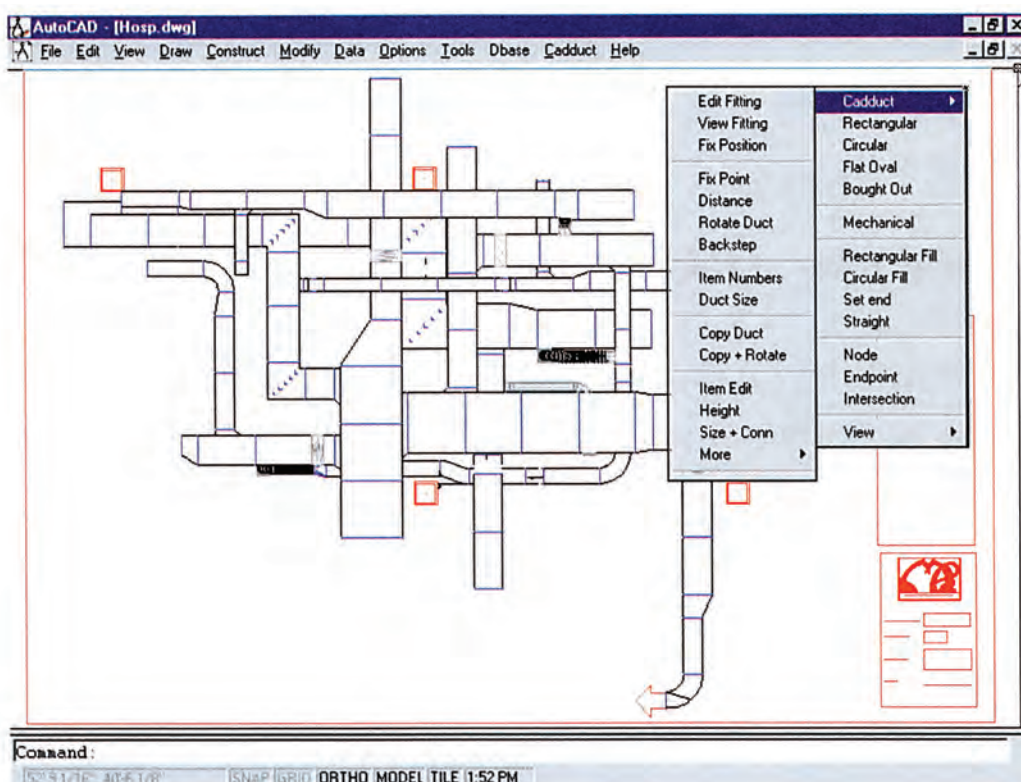 AutoCAD - [Hosp.dwg]
File Edit View Draw Construct Modify Data Options Tools Dbase Cadduct Help
Edit Fitting
View Fitting
Fix Position
Fix Point
Distance
Rotate Duct
Backstep
Item Numbers
Duct Size
Copy Duct
Copy + Rotate
Item Edit
Height
Size + Conn
More
Cadduct
Rectangular
Circular
Flat Oval
Bought Out
Mechanical
Rectangular Fill
Circular Fill
Set end
Straight
Node
Endpoint
Intersection
View
Command:
SNAP GRID ORTHO MODEL TILE 1:52 PM